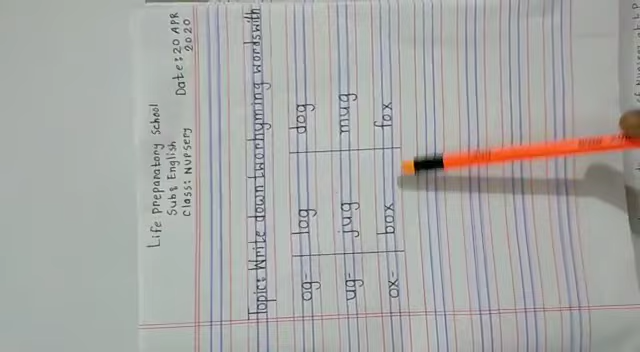 Life Preparatory School
Sub: English
Class: Nursery
Date: 20 APR
2020
Topic: Write down two rhyming words with
og- log dog
ug- jug mug
ox- box fox